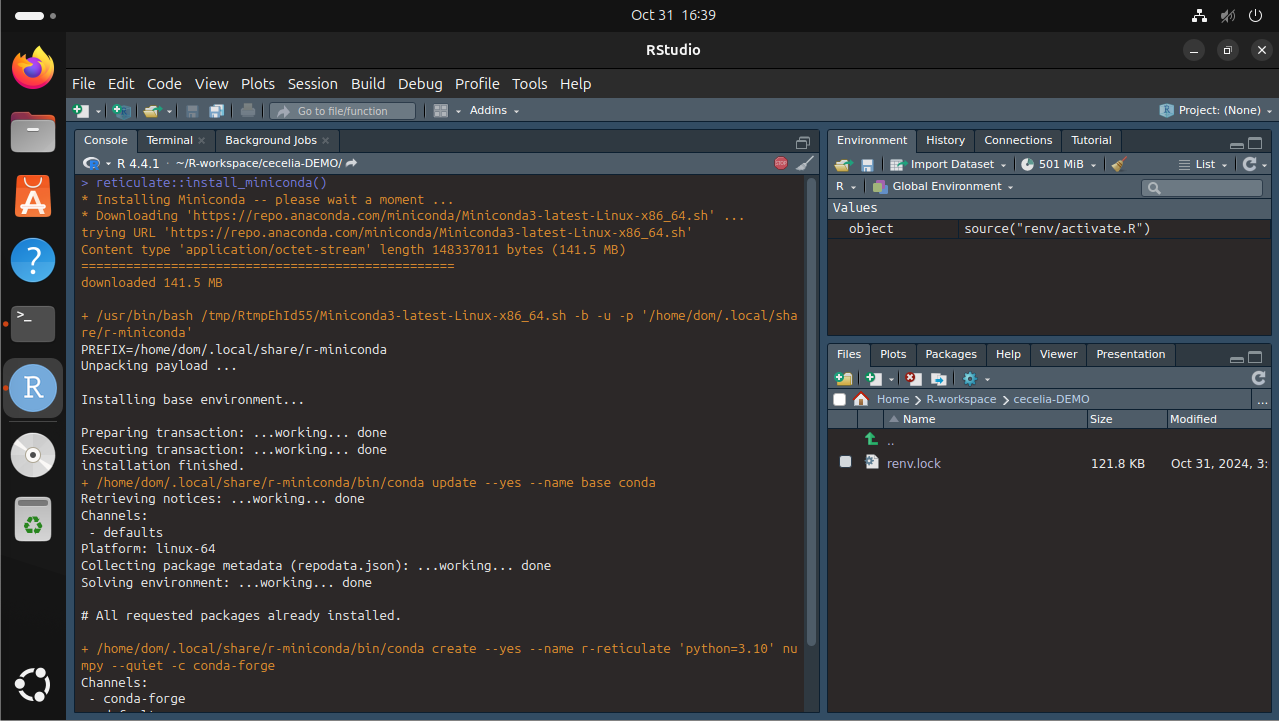 Oct 31 16:39
RStudio
File Edit Code View Plots Session Build Debug Profile Tools Help
Go to file/function
Addins
Project: (None)
Console Terminal Background Jobs
R 4.4.1 · ~/R-workspace/cecelia-DEMO/
> reticulate::install_miniconda()
* Installing Miniconda -- please wait a moment ...
* Downloading 'https://repo.anaconda.com/miniconda/Miniconda3-latest-Linux-x86_64.sh' ...
trying URL 'https://repo.anaconda.com/miniconda/Miniconda3-latest-Linux-x86_64.sh'
Content type 'application/octet-stream' length 148337011 bytes (141.5 MB)
==================================================
downloaded 141.5 MB
+ /usr/bin/bash /tmp/RtmpEhId55/Miniconda3-latest-Linux-x86_64.sh -b -u -p '/home/dom/.local/sha
re/r-miniconda'
PREFIX=/home/dom/.local/share/r-miniconda
Unpacking payload ...
Installing base environment...
Preparing transaction: ...working... done
Executing transaction: ...working... done
installation finished.
+ /home/dom/.local/share/r-miniconda/bin/conda update --yes --name base conda
Retrieving notices: ...working... done
Channels:
- defaults
Platform: linux-64
Collecting package metadata (repodata.json): ...working... done
Solving environment: ...working... done
# All requested packages already installed.
+ /home/dom/.local/share/r-miniconda/bin/conda create --yes --name r-reticulate 'python=3.10' nu
mpy --quiet -c conda-forge
Channels:
- conda-forge
Environment History Connections Tutorial
Import Dataset 501 MiB List
R Global Environment
Values
object source("renv/activate.R")
Files Plots Packages Help Viewer Presentation
Home R-workspace cecelia-DEMO ...
Name Size Modified
..
renv.lock 121.8 KB Oct 31, 2024, 3: